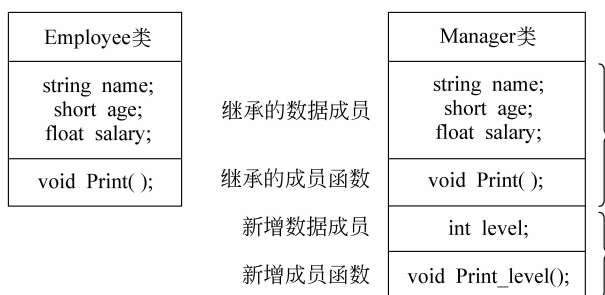 Employee类
string name;
short age;
float salary;
void Print( );
继承的数据成员
继承的成员函数
新增数据成员
新增成员函数
Manager类
string name;
short age;
float salary;
void Print( );
int level;
void Print_level();